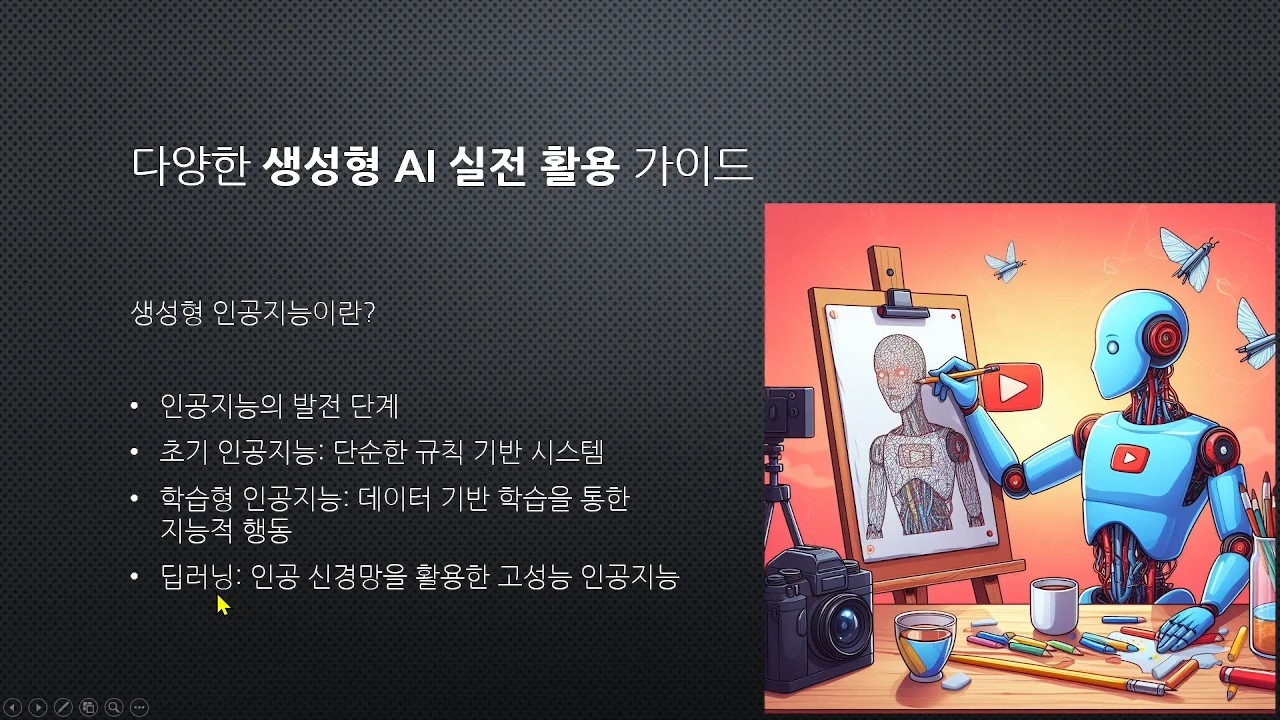 다양한 생성형 AI 실전 활용 가이드
생성형 인공지능이란?
• 인공지능의 발전 단계
• 초기 인공지능: 단순한 규칙 기반 시스템
• 학습형 인공지능: 데이터 기반 학습을 통한
지능적 행동
• 딥러닝: 인공 신경망을 활용한 고성능 인공지능